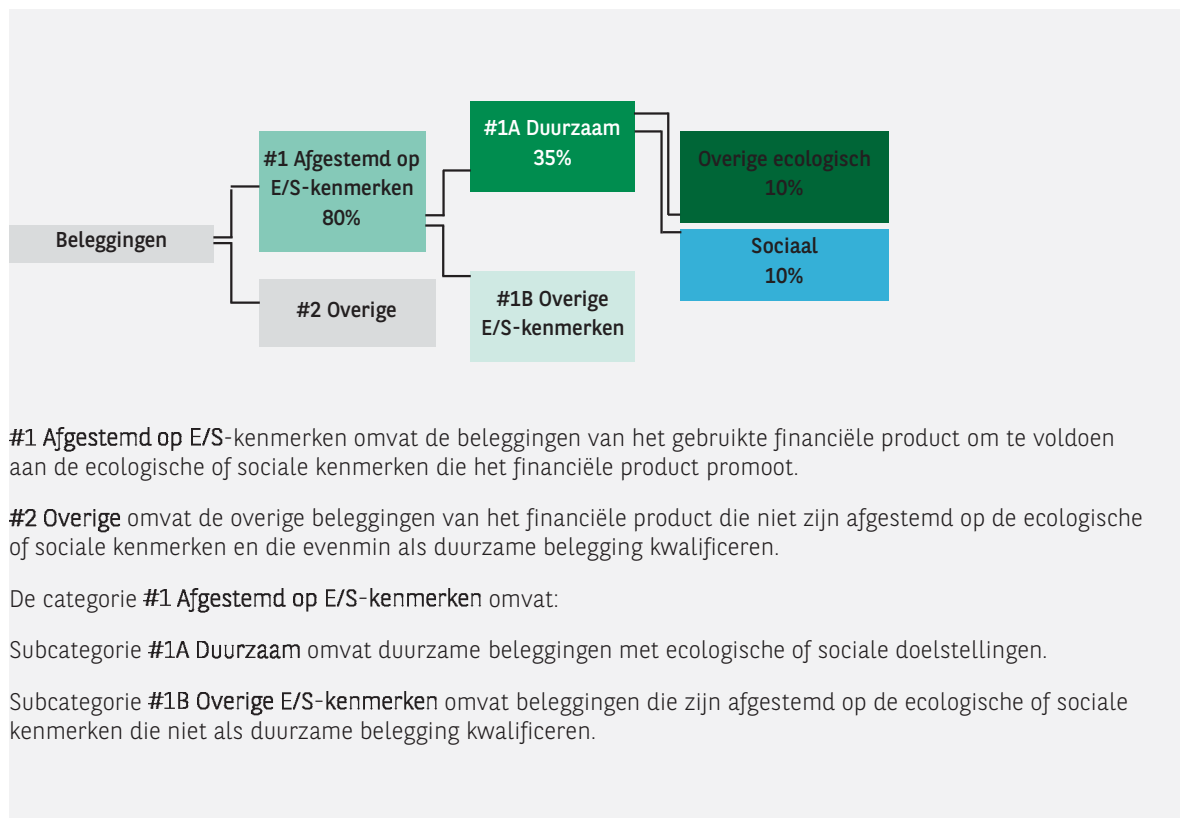 #1A Duurzaam
35%
#1 Afgestemd op
E/S-kenmerken
80%
Overige ecologisch
10%
Beleggingen
Sociaal
10%
#2 Overige
#1B Overige
E/S-kenmerken
#1 Afgestemd op E/S-kenmerken omvat de beleggingen van het gebruikte financiële product om te voldoen
aan de ecologische of sociale kenmerken die het financiële product promoot.
#2 Overige omvat de overige beleggingen van het financiële product die niet zijn afgestemd op de ecologische
of sociale kenmerken en die evenmin als duurzame belegging kwalificeren.
De categorie #1 Afgestemd op E/S-kenmerken omvat:
Subcategorie #1A Duurzaam omvat duurzame beleggingen met ecologische of sociale doelstellingen.
Subcategorie #1B Overige E/S-kenmerken omvat beleggingen die zijn afgestemd op de ecologische of sociale
kenmerken die niet als duurzame belegging kwalificeren.